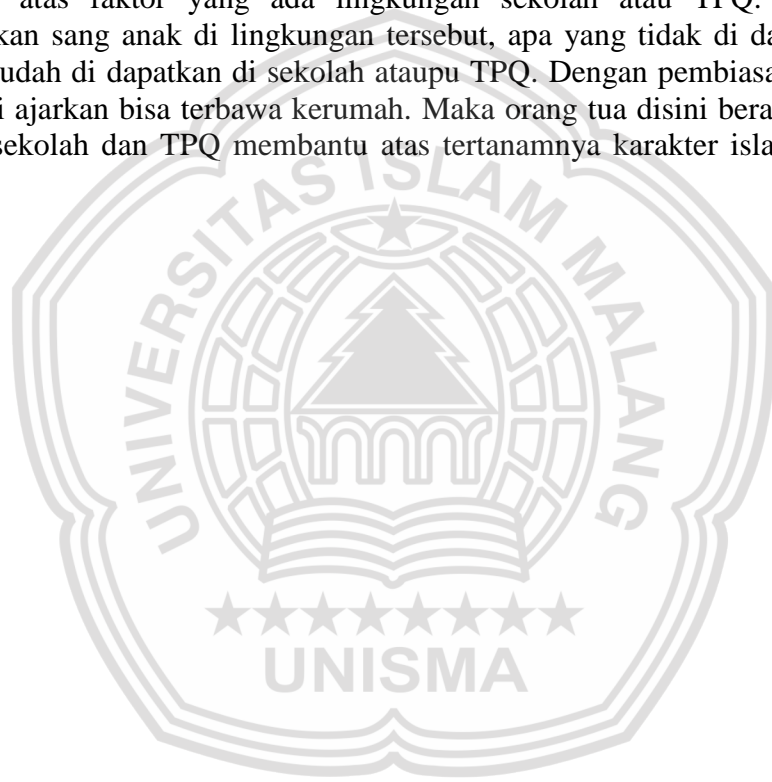 atas faktor yang ada lingkungan sekolah atau TPQ.
kan sang anak di lingkungan tersebut, apa yang tidak di da
udah di dapatkan di sekolah ataupu TPQ. Dengan pembiasa
i ajarkan bisa terbawa kerumah. Maka orang tua disini bera
sekolah dan TPQ membantu atas tertanamnya karakter isla
UNIVERSITAS ISLAM MALANG
UNISMA